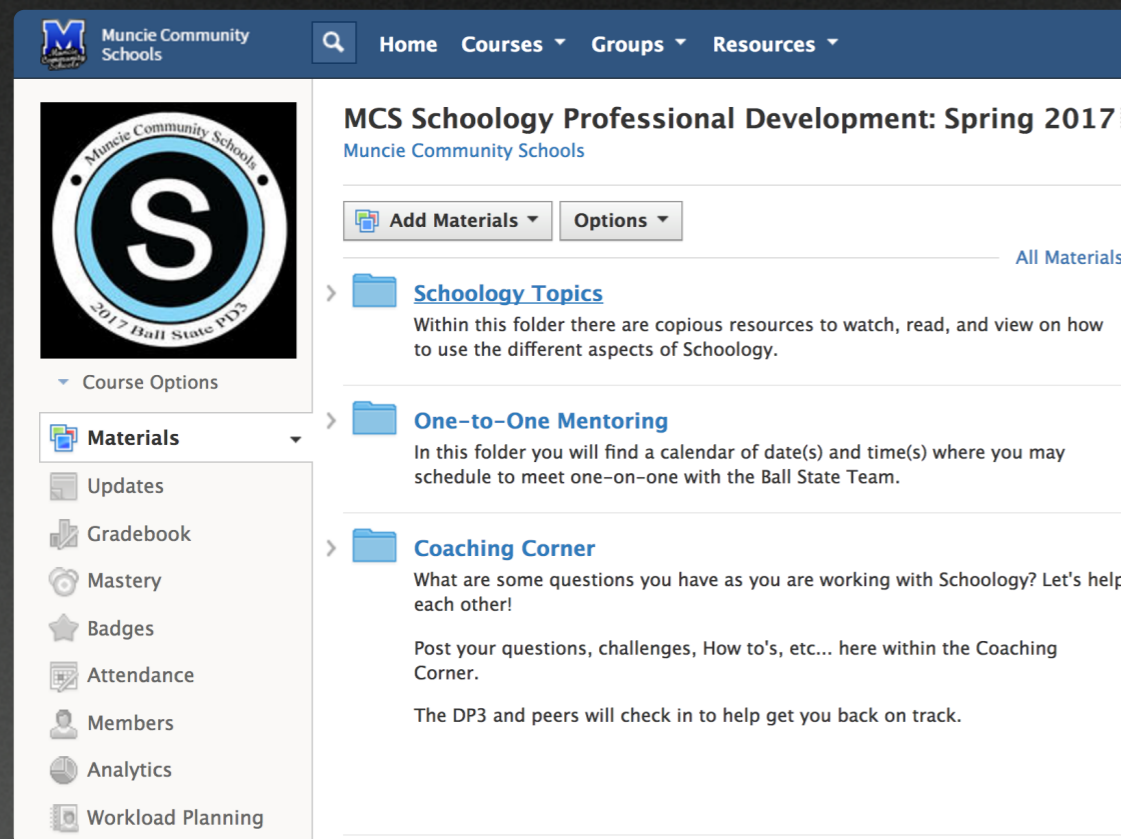 Muncie Community
Schools
Home Courses Groups Resources
M
Muncie
Community
Schools
Muncie Community Schools
S
2017 Ball State PD3
Course Options
Materials
Updates
Gradebook
Mastery
Badges
Attendance
Members
Analytics
Workload Planning
MCS Schoology Professional Development: Spring 2017
Muncie Community Schools
Add Materials Options
All Materials
Schoology Topics
Within this folder there are copious resources to watch, read, and view on how
to use the different aspects of Schoology.
One-to-One Mentoring
In this folder you will find a calendar of date(s) and time(s) where you may
schedule to meet one-on-one with the Ball State Team.
Coaching Corner
What are some questions you have as you are working with Schoology? Let's help
each other!
Post your questions, challenges, How to's, etc... here within the Coaching
Corner.
The DP3 and peers will check in to help get you back on track.